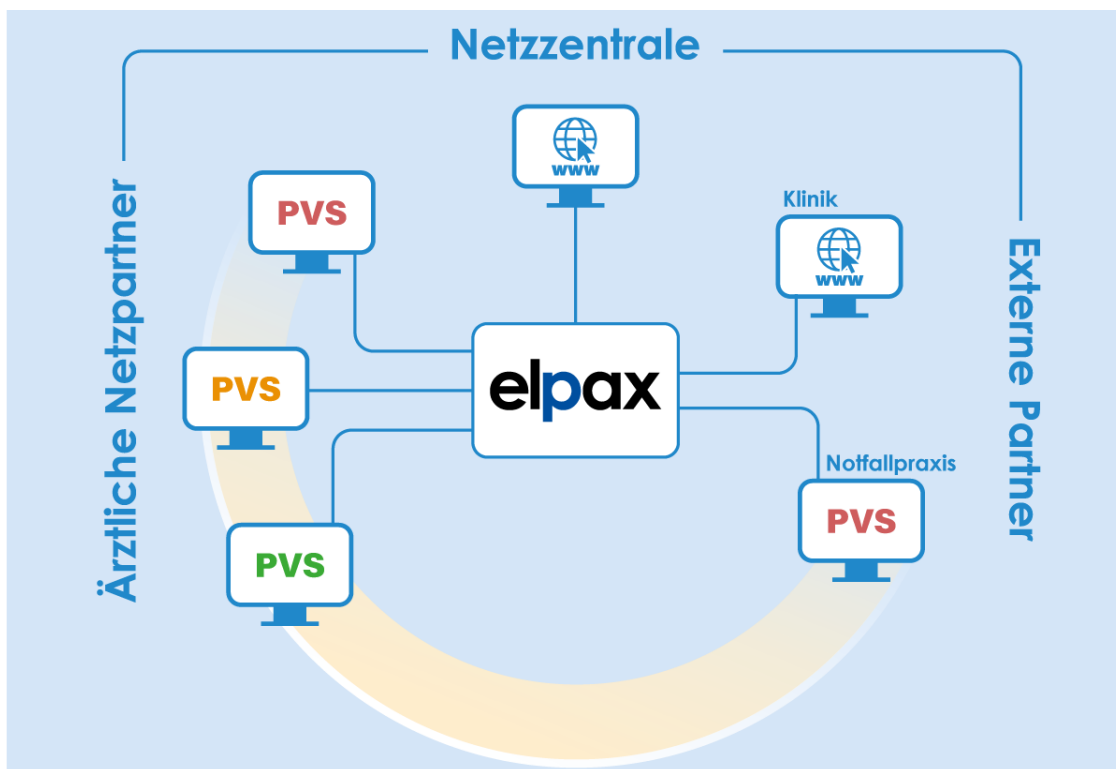 Netzzentrale
Ärztliche Netzpartner
Externe Partner
www
PVS
Klinik
www
PVS
elpax
Notfallpraxis
PVS
PVS